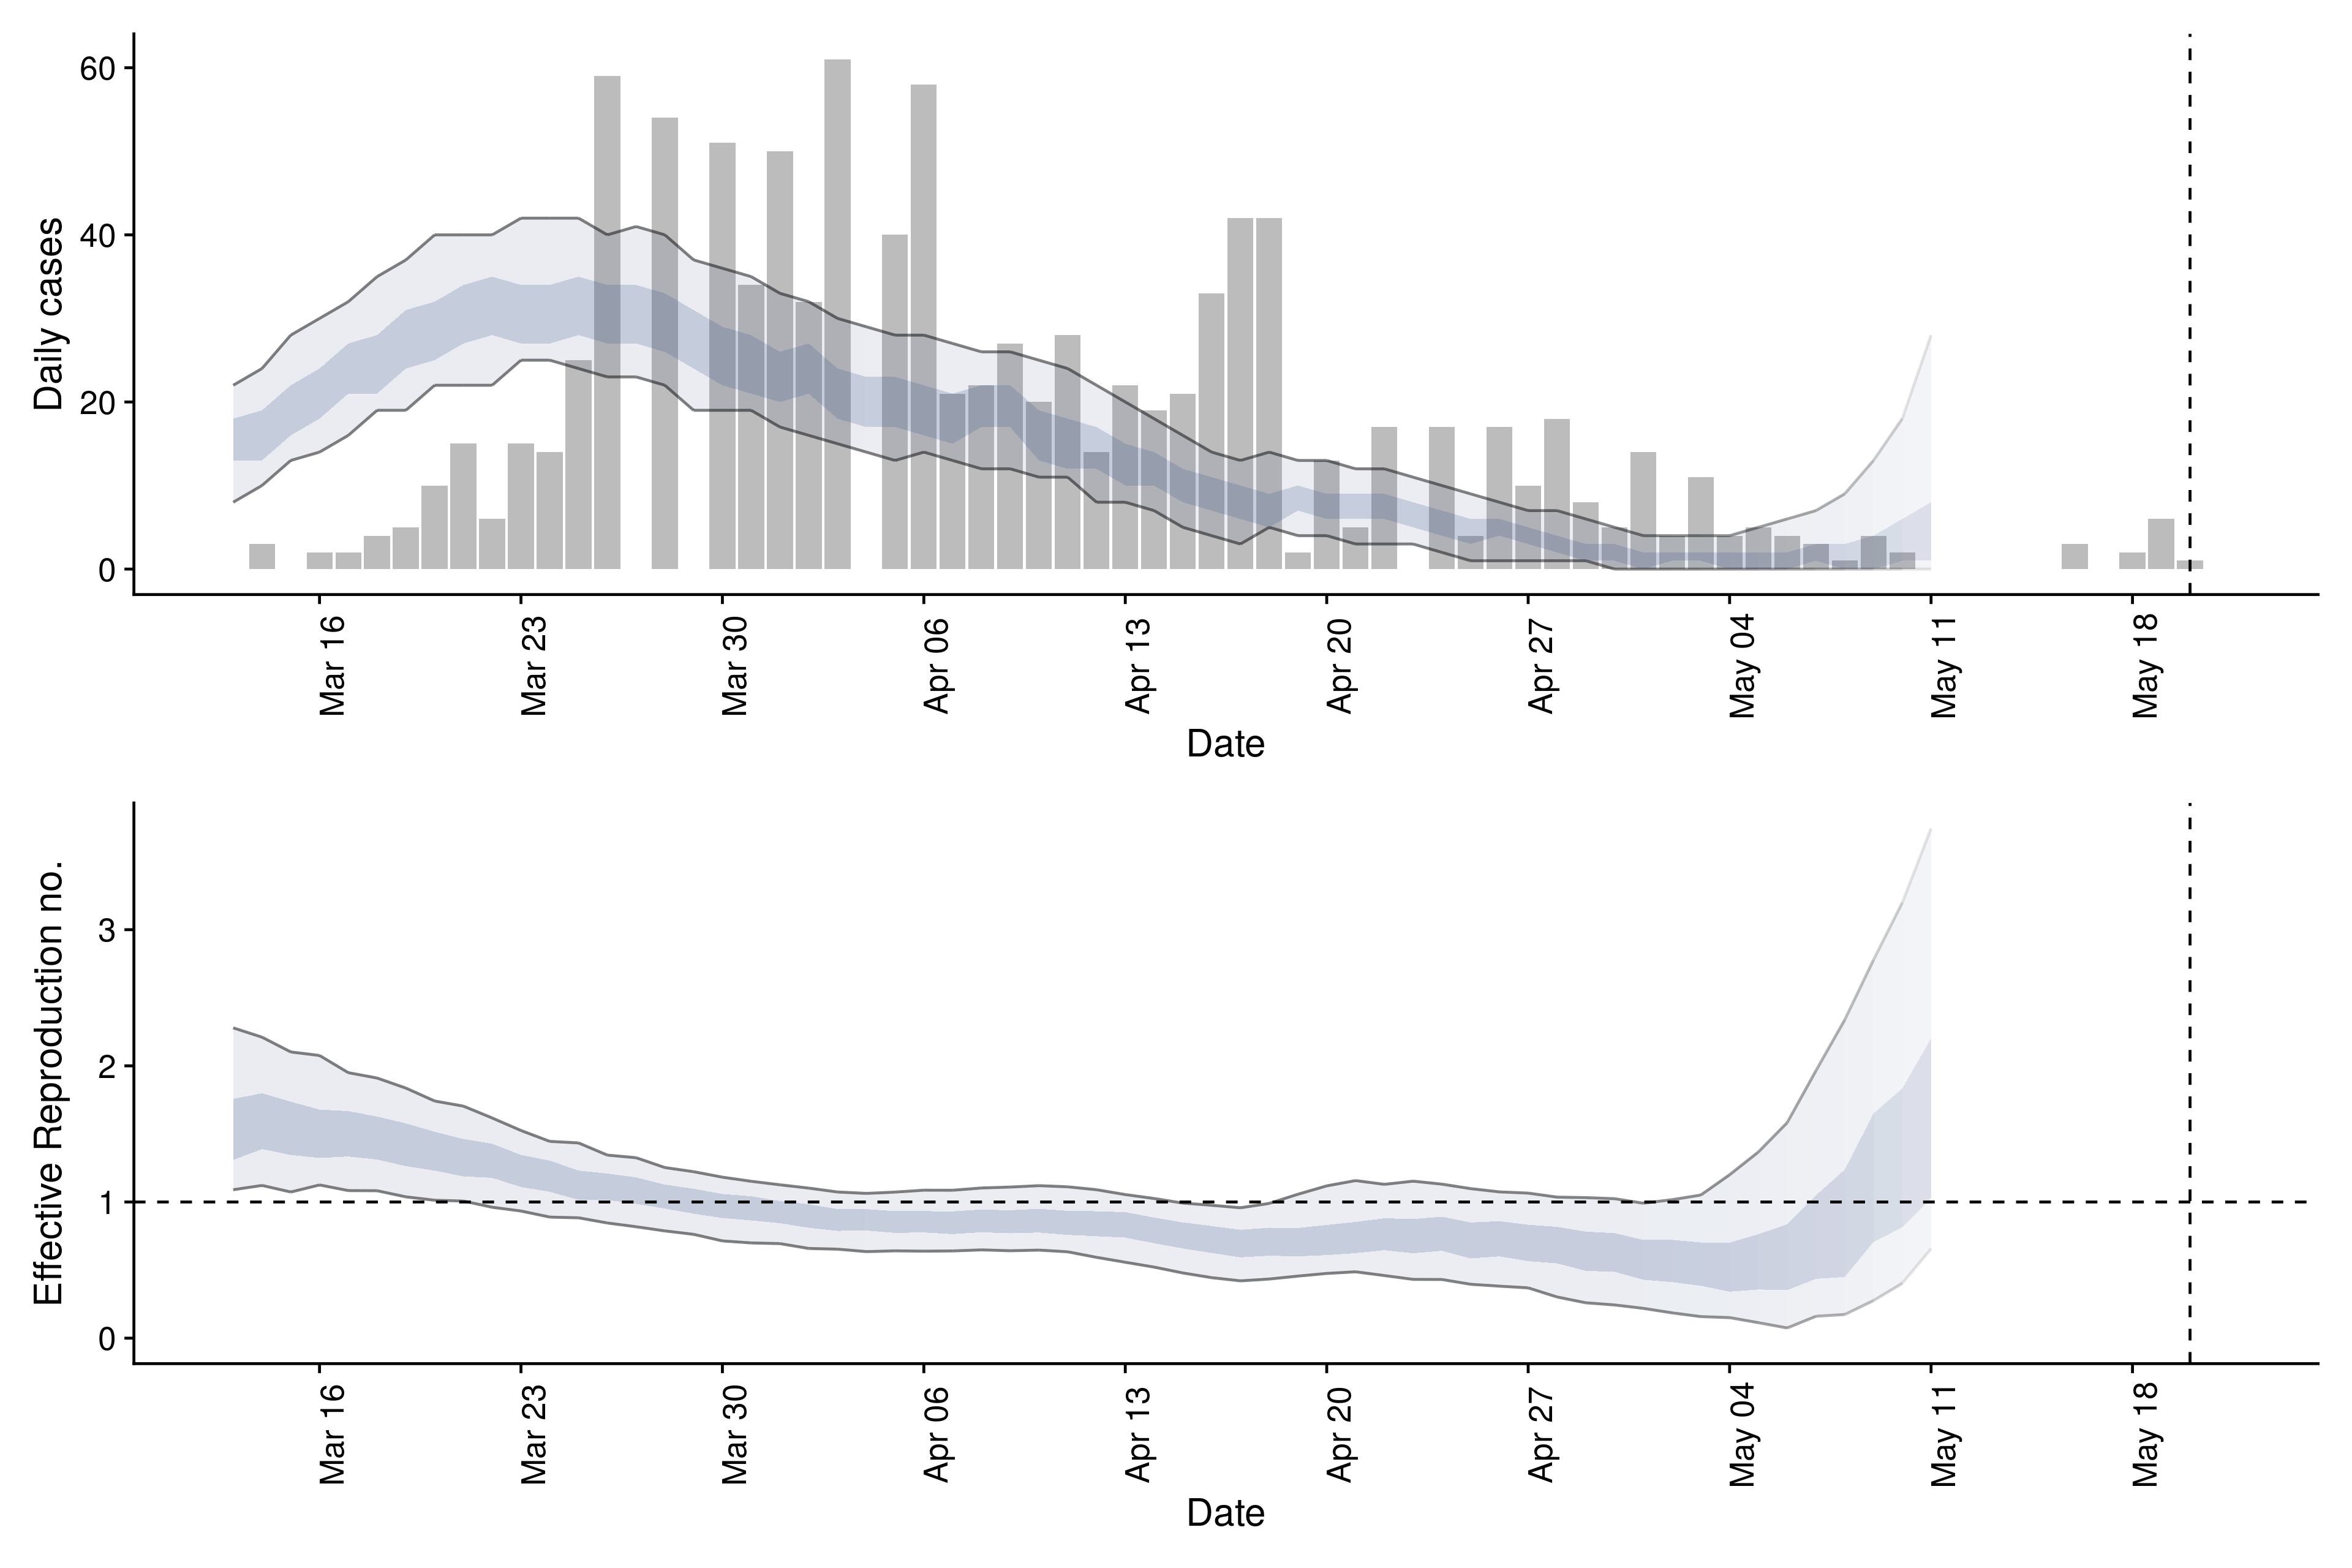 Daily cases
60
40
20
0
Mar 16
Mar 23
Mar 30
Apr 06
Apr 13
Apr 20
Apr 27
May 04
May 11
May 18
Date
Effective Reproduction no.
3
2
1
0
Mar 16
Mar 23
Mar 30
Apr 06
Apr 13
Apr 20
Apr 27
May 04
May 11
May 18
Date